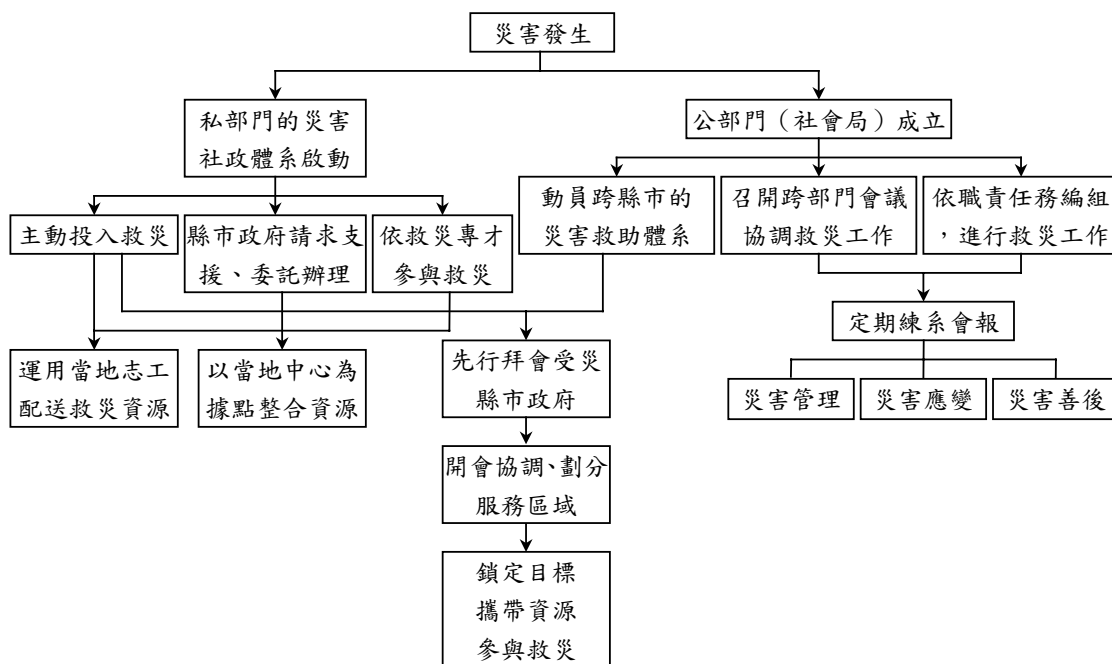 災害發生
私部門的災害
社政體系啟動
公部門（社會局）成立
主動投入救災
縣市政府請求支
援、委託辦理
依救災專才
參與救災
動員跨縣市的
災害救助體系
召開跨部門會議
協調救災工作
依職責任務編組
，進行救災工作
運用當地志工
配送救災資源
以當地中心為
據點整合資源
先行拜會受災
縣市政府
定期練系會報
災害管理
災害應變
災害善後
開會協調、劃分
服務區域
鎖定目標
攜帶資源
參與救災